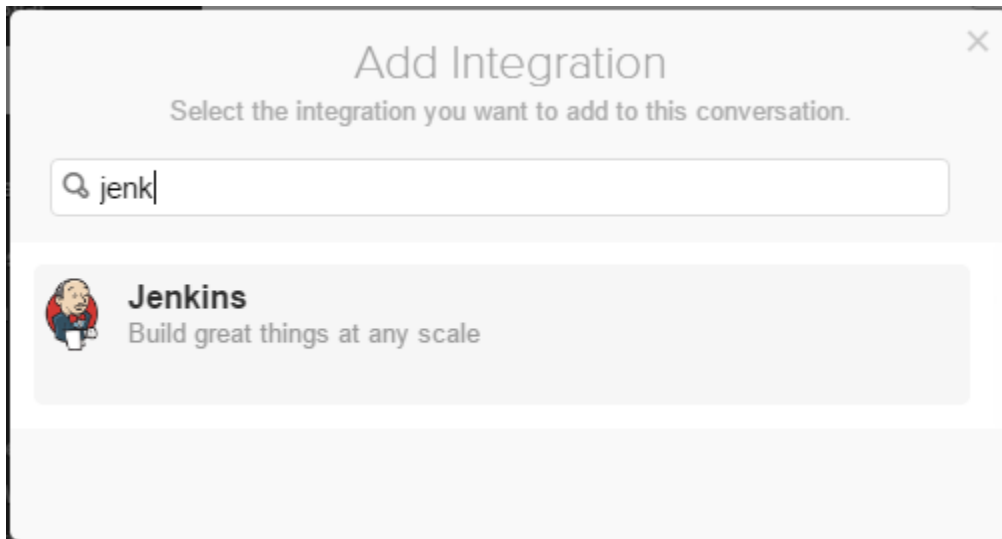 Add Integration
Select the integration you want to add to this conversation.
jenk
Jenkins
Build great things at any scale